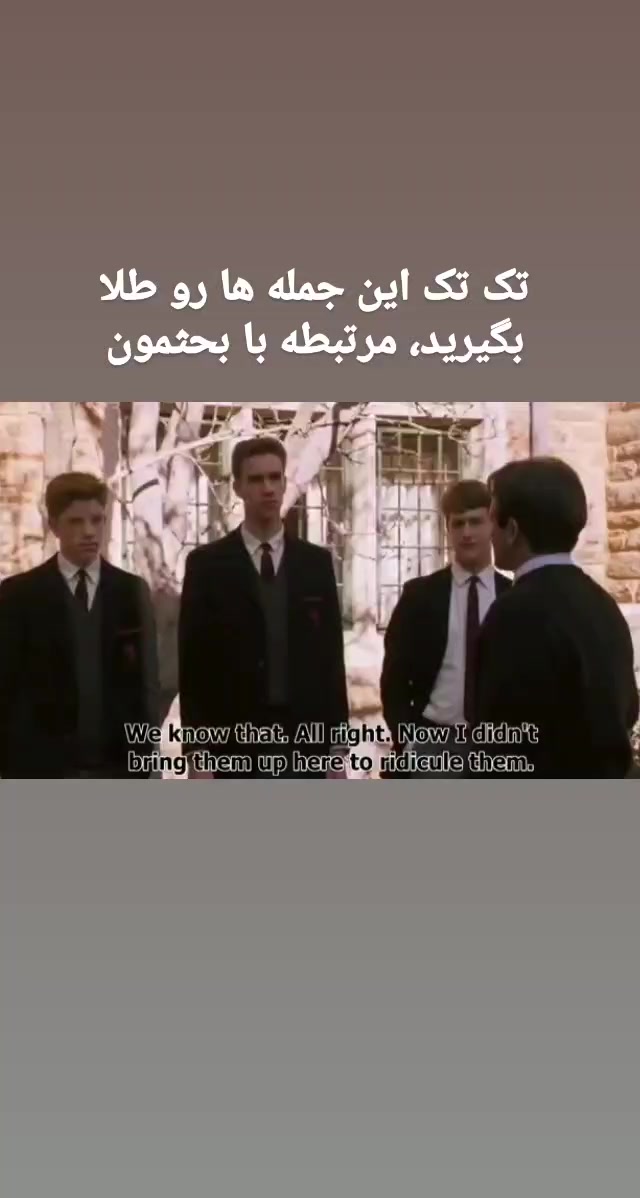 تک تک این جمله ها رو طلا
بگیرید، مرتبطه با بحثمون
We know that. All right. Now I didn't
bring them up here to ridicule them.